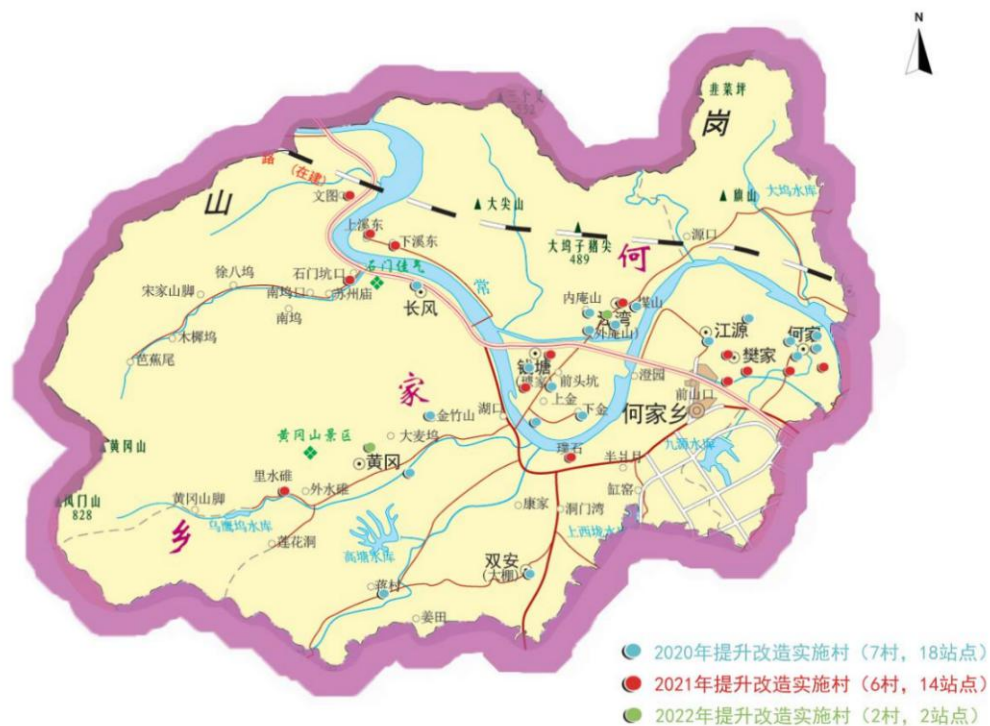 N
韭菜坪
岗
大坞水库
旗山
源口
路
(在建)
文图
山
大尖山
大坞子赭尖
489
何
上溪东
下溪东
石门坑口
石门佳气
徐八坞
宋家山脚
南坞口
苏州庙
南坞
长风
常
内庵山
江湾
(外庵山)
江源
何家
樊家
木樨坞
芭蕉尾
钱塘
前头坑
澄园
前山口
家
上金
下金
何家乡
湖口
金竹山
大麦坞
黄冈山景区
黄冈
黄冈山
璞石
半爿月
九源水库
里水碓
外水碓
缸窑
黄冈山脚
828
乌鹰坞水库
康家
洞门湾
乡
莲花洞
高塘水库
双安
(大棚)
蒋村
姜田
2020年提升改造实施村（7村，18站点）
2021年提升改造实施村（6村，14站点）
2022年提升改造实施村（2村，2站点）